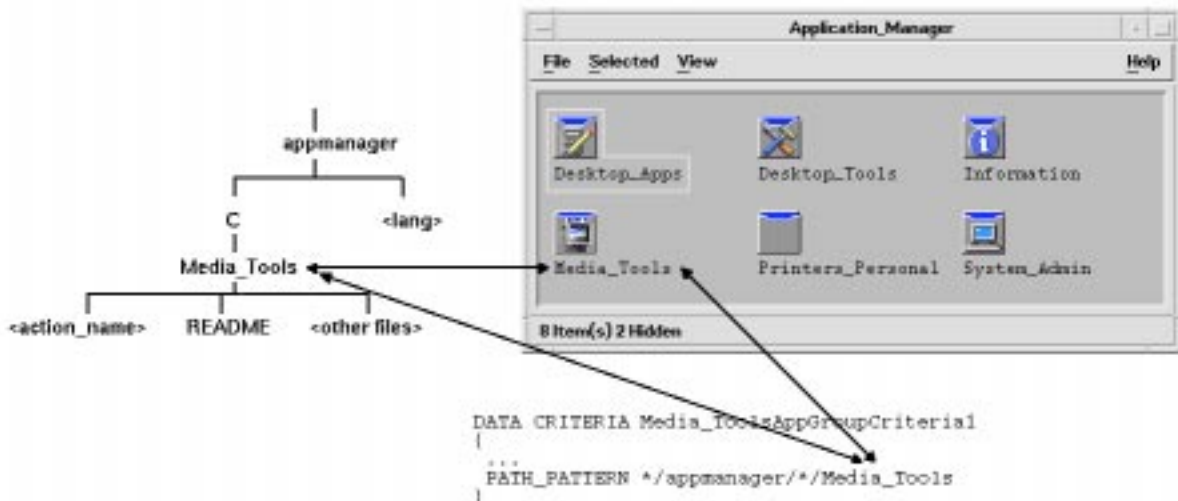 Application_Manager
File Selected View Help
appmanager
Desktop_Apps Desktop_Tools Information
C <lang>
Media_Tools
Media_Tools Printers_Personal System_Admin
<action_name> README <other files>
8 Item(s) 2 Hidden
DATA CRITERIA Media_ToolsAppGroupCriteria1
{
...
PATH_PATTERN */appmanager/*/Media_Tools
}